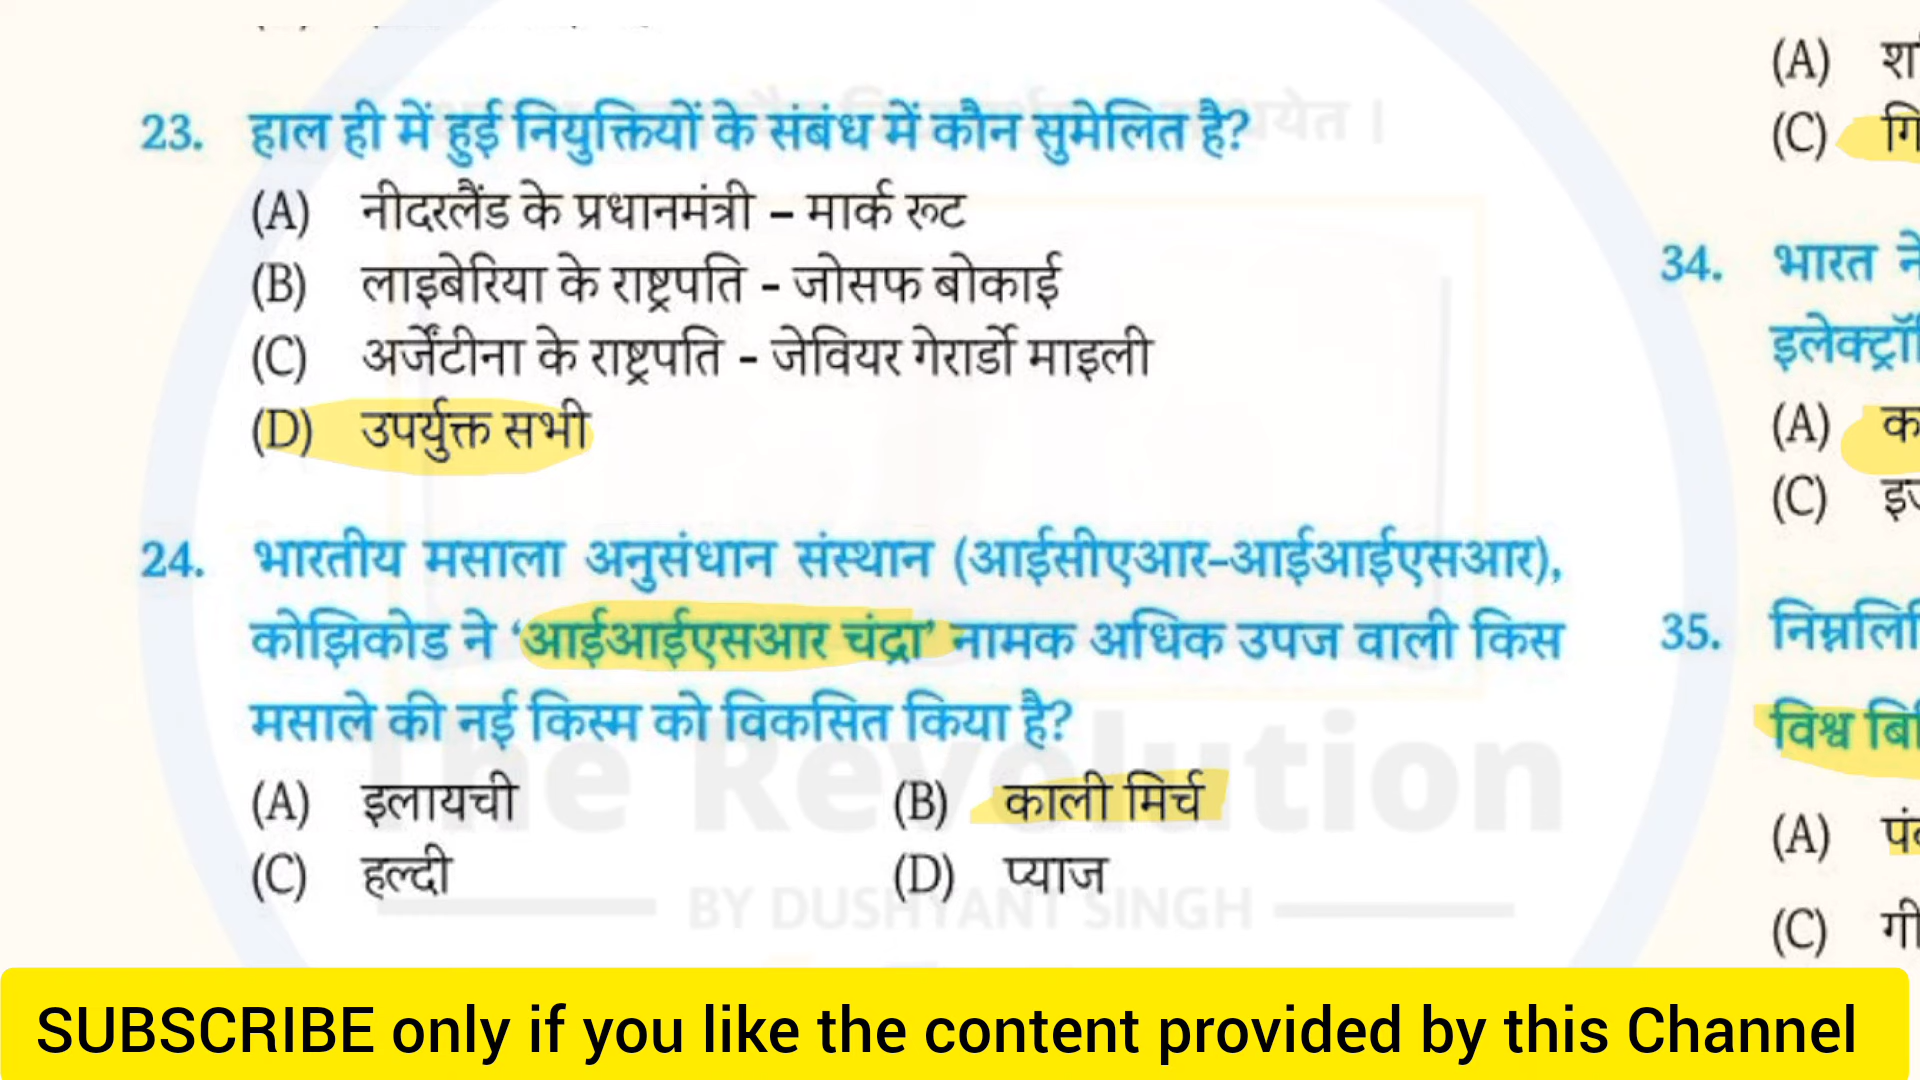 23. हाल ही में हुई नियुक्तियों के संबंध में कौन सुमेलित है?
(A) नीदरलैंड के प्रधानमंत्री – मार्क रूट
(B) लाइबेरिया के राष्ट्रपति - जोसफ बोकाई
(C) अर्जेंटीना के राष्ट्रपति - जेवियर गेरार्डो माइली
(D) उपर्युक्त सभी
24. भारतीय मसाला अनुसंधान संस्थान (आईसीएआर-आईआईएसआर),
कोझिकोड ने ‘आईआईएसआर चंद्रा’ नामक अधिक उपज वाली किस
मसाले की नई किस्म को विकसित किया है?
(A) इलायची (B) काली मिर्च
(C) हल्दी (D) प्याज
The Revolution
BY DUSHYANT SINGH
(A)
(C)
34. भारत ने
(A)
(C)
35.
विश्व
(A)
(C)
SUBSCRIBE only if you like the content provided by this Channel